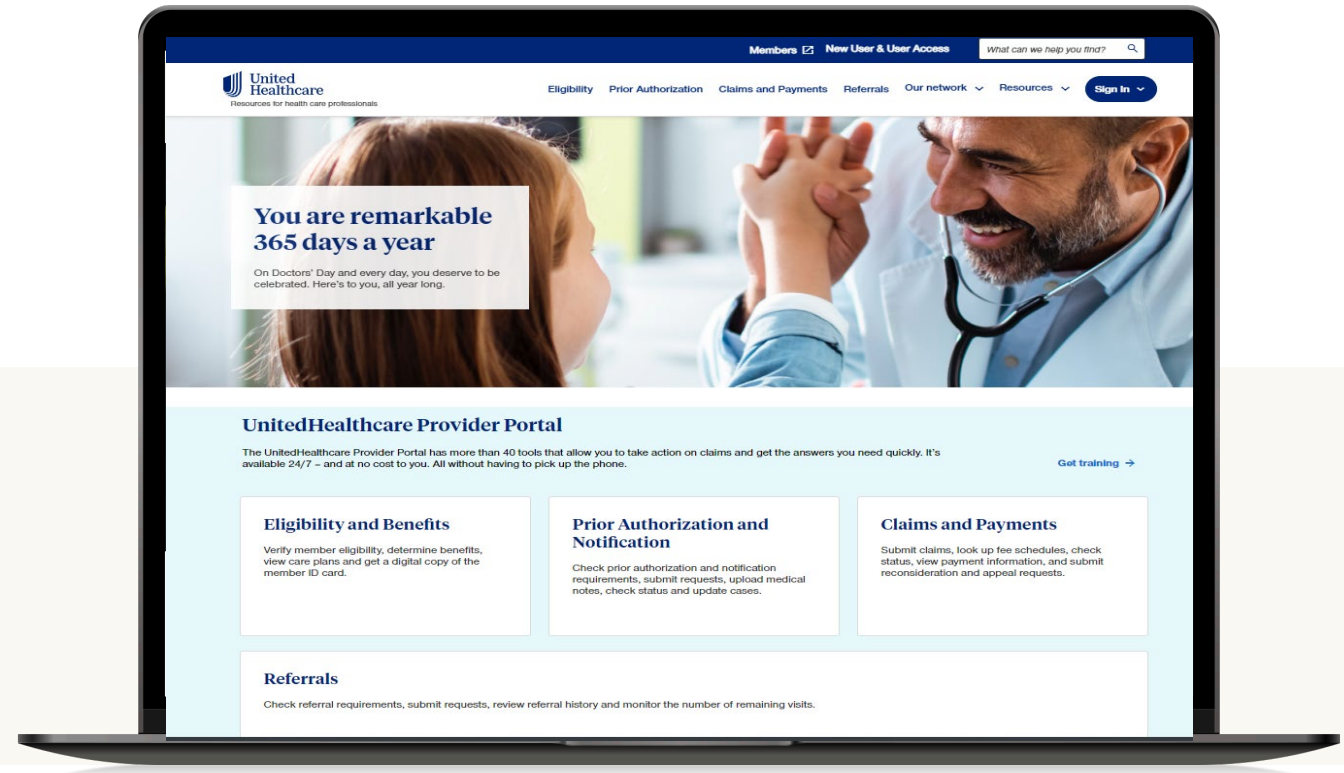 Members
New User & User Access
What can we help you find?
United
Healthcare
Resources for health care professionals
Eligibility
Prior Authorization
Claims and Payments
Referrals
Our network
Resources
Sign In
You are remarkable
365 days a year
On Doctors' Day and every day, you deserve to be
celebrated. Here's to you, all year long.
UnitedHealthcare Provider Portal
The UnitedHealthcare Provider Portal has more than 40 tools that allow you to take action on claims and get the answers you need quickly. It's
available 24/7 – and at no cost to you. All without having to pick up the phone.
Get training
Eligibility and Benefits
Verify member eligibility, determine benefits,
view care plans and get a digital copy of the
member ID card.
Prior Authorization and
Notification
Check prior authorization and notification
requirements, submit requests, upload medical
notes, check status and update cases.
Claims and Payments
Submit claims, look up fee schedules, check
status, view payment information, and submit
reconsideration and appeal requests.
Referrals
Check referral requirements, submit requests, review referral history and monitor the number of remaining visits.